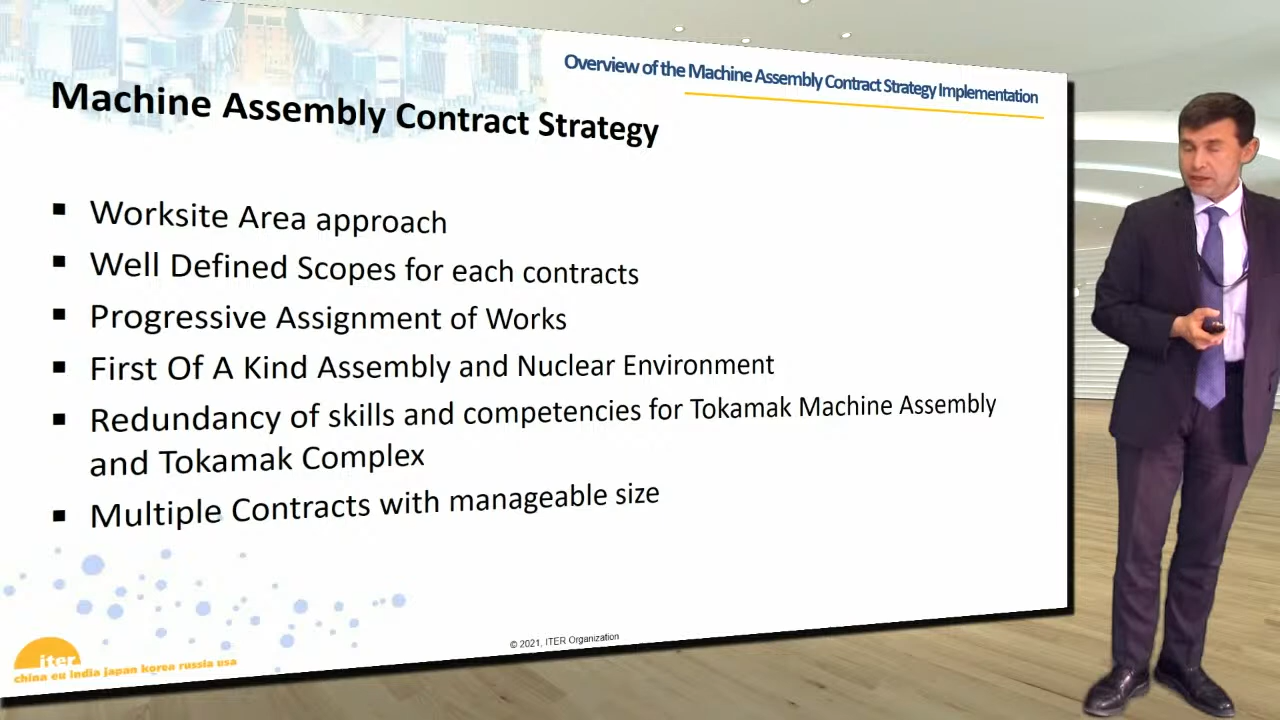 Overview of the Machine Assembly Contract Strategy Implementation
Machine Assembly Contract Strategy
Worksite Area approach
Well Defined Scopes for each contracts
Progressive Assignment of Works
First Of A Kind Assembly and Nuclear Environment
Redundancy of skills and competencies for Tokamak Machine Assembly
and Tokamak Complex
Multiple Contracts with manageable size
© 2021, ITER Organization
iter
china eu india japan korea russia usa